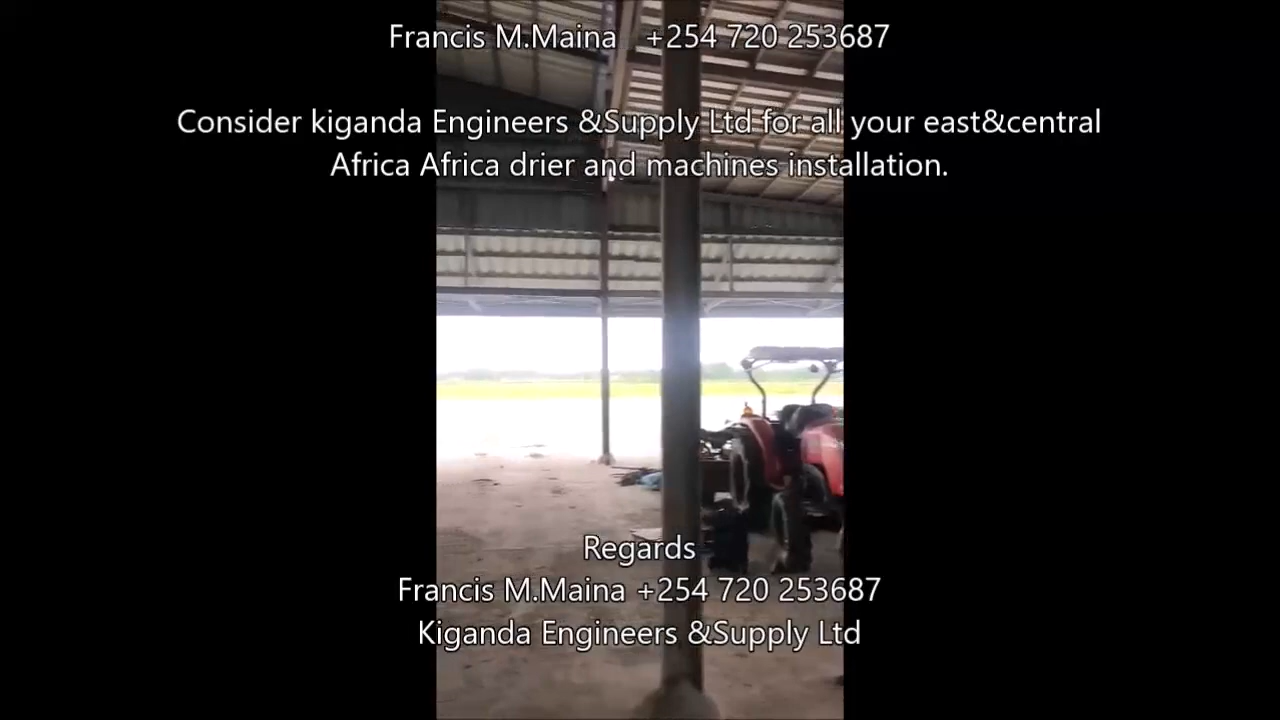 Francis M.Maina +254 720 253687
Consider kiganda Engineers &Supply Ltd for all your east&central
Africa Africa drier and machines installation.
Regards
Francis M.Maina +254 720 253687
Kiganda Engineers &Supply Ltd